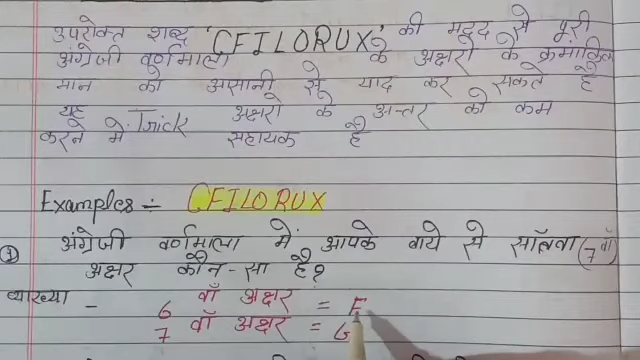 उपरोक्त शब्द 'CFILORUX' की मदद से पूरी
अंग्रेजी वर्णमाला के अक्षरों के क्रमांकित
मान को आसानी से याद कर सकते है
यह Trick अक्षरो के अन्तर को कम
करने में सहायक है
Examples :- CFILORUX
① अंग्रेजी वर्णमाला में आपके बाये से साँतवा (7 वाँ)
अक्षर कौन-सा है?
व्याख्या - 6 वाँ अक्षर = F
7 वाँ अक्षर = G